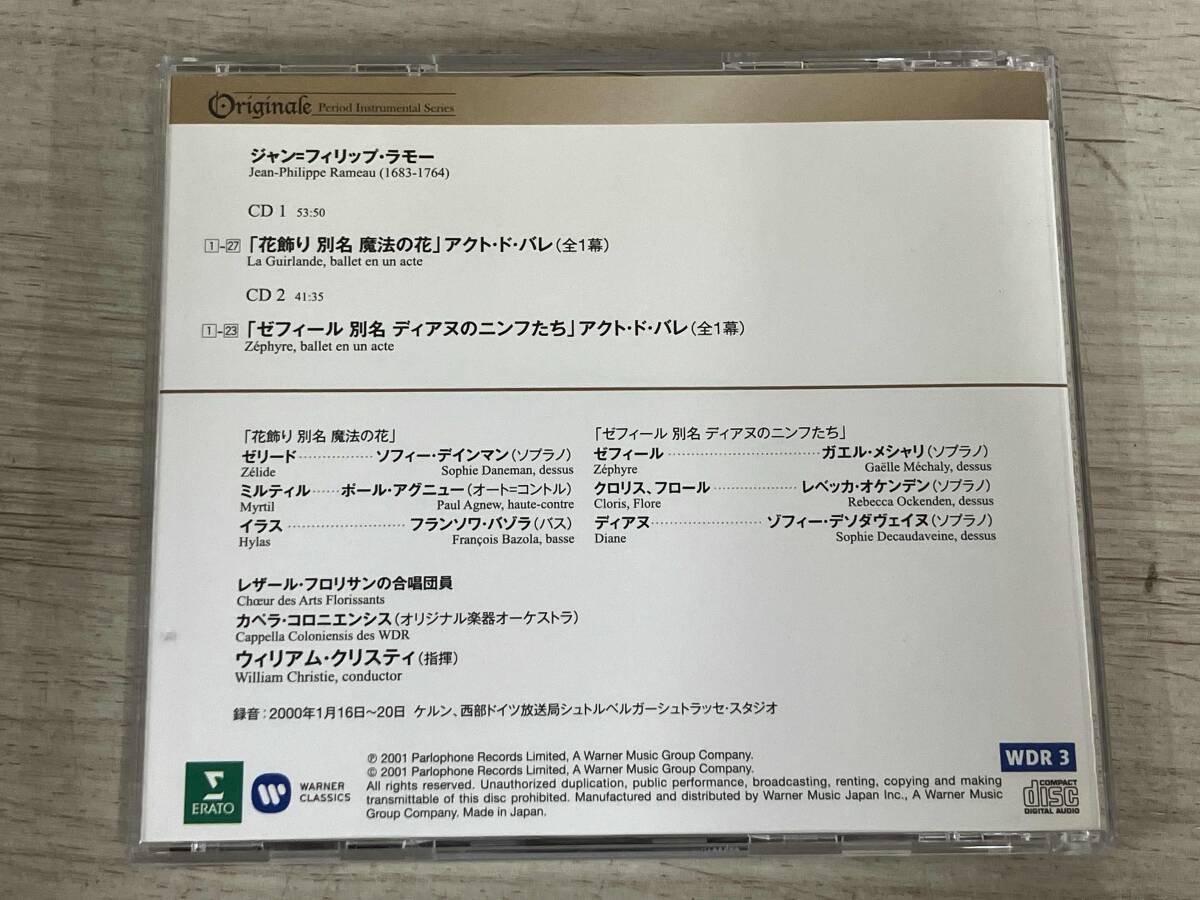 Originale Period Instrumental Series
ジャン=フィリップ・ラモー
Jean-Philippe Rameau (1683-1764)
CD 1 53:50
1-27 「花飾り 別名 魔法の花」アクト・ド・バレ(全1幕)
La Guirlande, ballet en un acte
CD 2 41:35
1-23 「ゼフィール 別名 ディアヌのニンフたち」アクト・ド・バレ(全1幕)
Zéphyre, ballet en un acte
「花飾り 別名 魔法の花」
ゼリード ソフィー・デインマン(ソプラノ)
Zélide Sophie Daneman, dessus
ミルティル ポール・アグニュー(オート=コントル)
Myrtil Paul Agnew, haute-contre
イラス フランソワ・バゾラ(バス)
Hylas François Bazola, basse
「ゼフィール 別名 ディアヌのニンフたち」
ゼフィール ガエル・メシャリ(ソプラノ)
Zéphyre Gaëlle Méchaly, dessus
クロリス、フロール レベッカ・オケンデン(ソプラノ)
Cloris, Flore Rebecca Ockenden, dessus
ディアヌ ゾフィー・デソダヴェイヌ(ソプラノ)
Diane Sophie Decaudaveine, dessus
レザール・フロリサンの合唱団員
Chœur des Arts Florissants
カペラ・コロニエンシス(オリジナル楽器オーケストラ)
Cappella Coloniensis des WDR
ウィリアム・クリスティ(指揮)
William Christie, conductor
録音:2000年1月16日~20日 ケルン、西部ドイツ放送局シュトルベルガーシュトラッセ・スタジオ
ERATO
WARNER
CLASSICS
℗ 2001 Parlophone Records Limited, A Warner Music Group Company.
© 2001 Parlophone Records Limited, A Warner Music Group Company.
All rights reserved. Unauthorized duplication, public performance, broadcasting, renting, copying and making
transmittable of this disc prohibited. Manufactured and distributed by Warner Music Japan Inc., A Warner Music
Group Company. Made in Japan.
WDR 3
COMPACT
disc
DIGITAL AUDIO